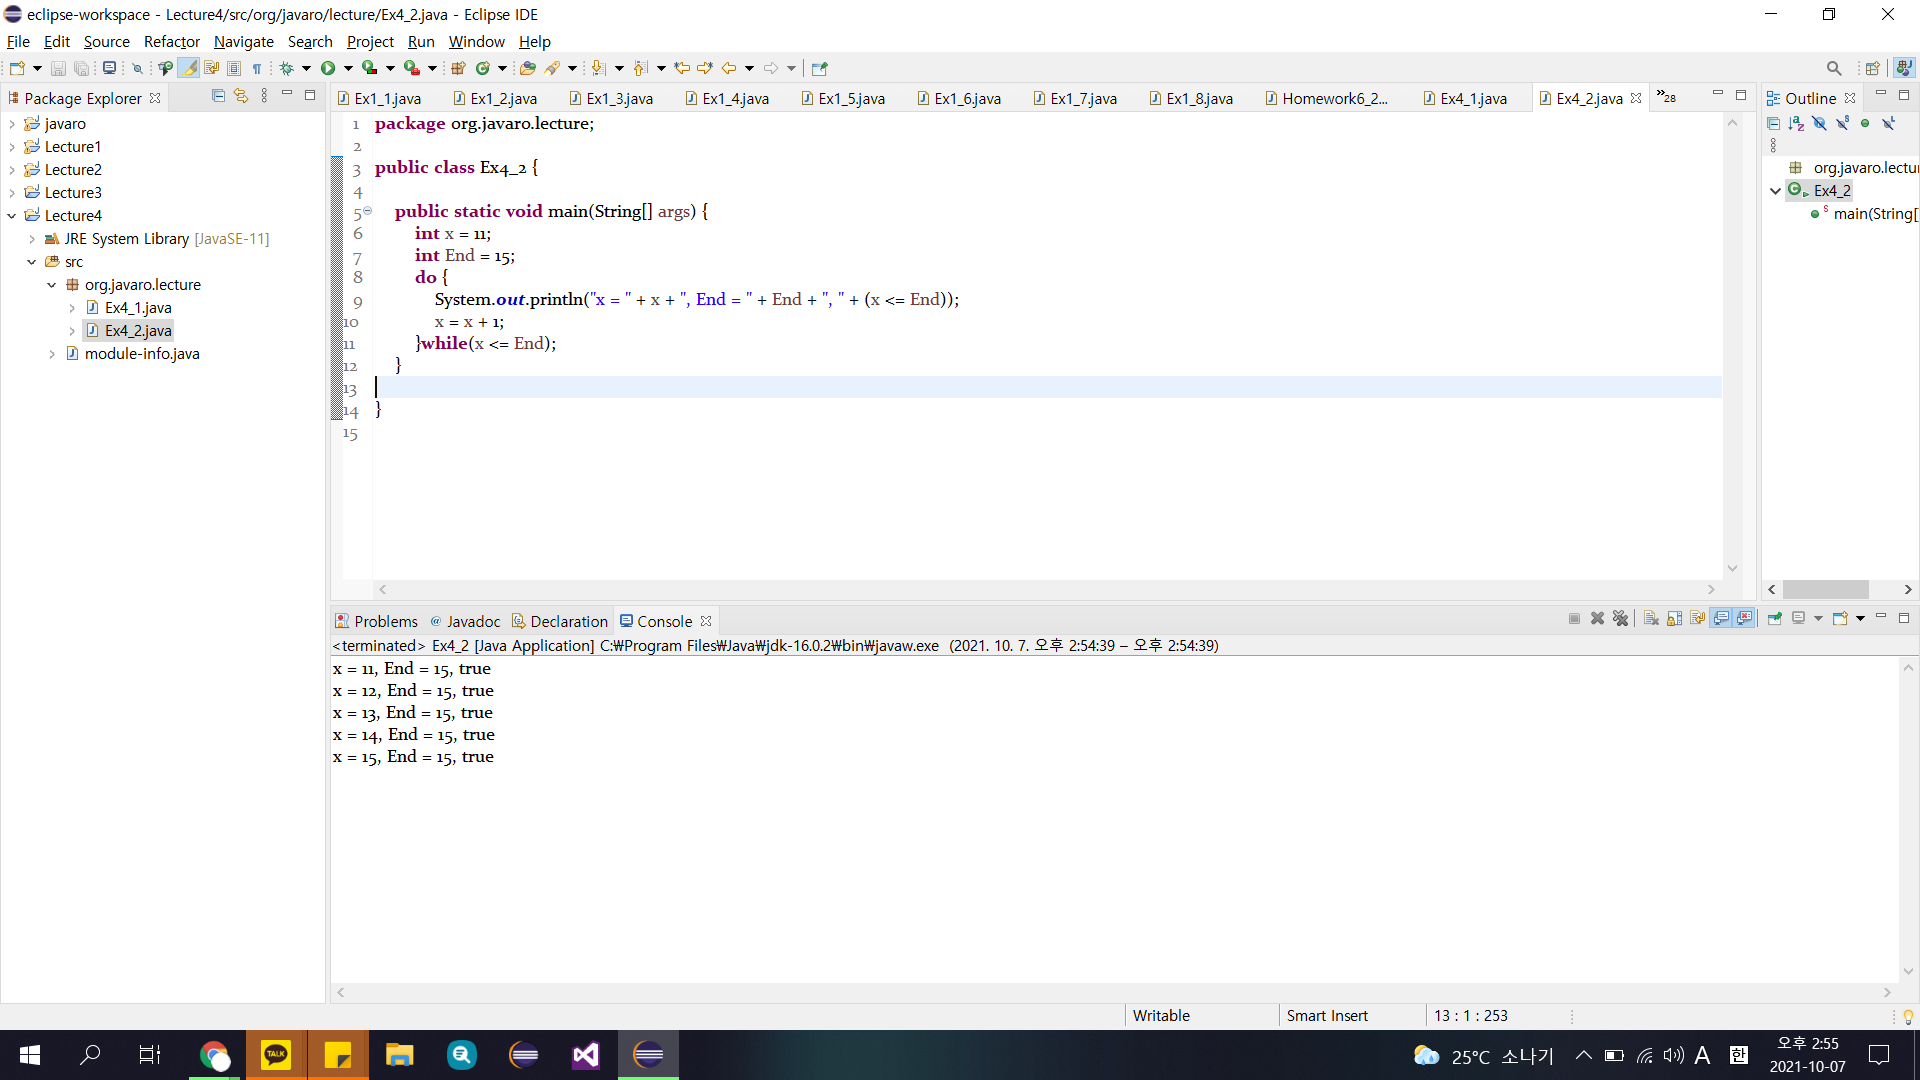 eclipse-workspace - Lecture4/src/org/javaro/lecture/Ex4_2.java - Eclipse IDE
File Edit Source Refactor Navigate Search Project Run Window Help
Package Explorer
javaro
Lecture1
Lecture2
Lecture3
Lecture4
JRE System Library [JavaSE-11]
src
org.javaro.lecture
Ex4_1.java
Ex4_2.java
module-info.java
Ex1_1.java Ex1_2.java Ex1_3.java Ex1_4.java Ex1_5.java Ex1_6.java Ex1_7.java Ex1_8.java Homework6_2... Ex4_1.java Ex4_2.java »28
1 package org.javaro.lecture;
2
3 public class Ex4_2 {
4
5 public static void main(String[] args) {
6 int x = 11;
7 int End = 15;
8 do {
9 System.out.println("x = " + x + ", End = " + End + ", " + (x <= End));
10 x = x + 1;
11 }while(x <= End);
12 }
13
14 }
15
Outline
org.javaro.lectur
Ex4_2
main(String[]
Problems @ Javadoc Declaration Console
<terminated> Ex4_2 [Java Application] C:₩Program Files₩Java₩jdk-16.0.2₩bin₩javaw.exe (2021. 10. 7. 오후 2:54:39 – 오후 2:54:39)
x = 11, End = 15, true
x = 12, End = 15, true
x = 13, End = 15, true
x = 14, End = 15, true
x = 15, End = 15, true
Writable Smart Insert 13 : 1 : 253
TALK
25°C 소나기 A 한 오후 2:55
2021-10-07